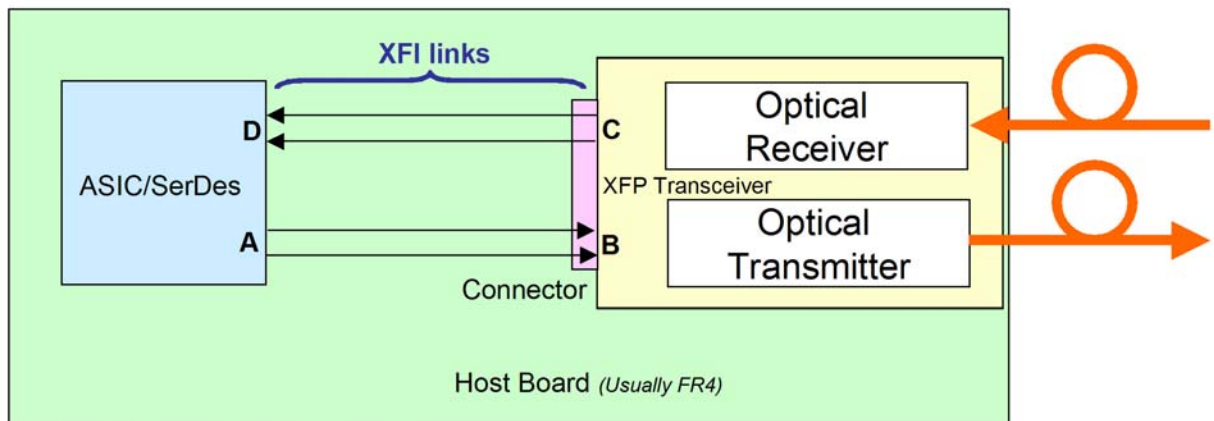 XFI links
D
C
Optical
Receiver
ASIC/SerDes
XFP Transceiver
A
B
Optical
Transmitter
Connector
Host Board (Usually FR4)